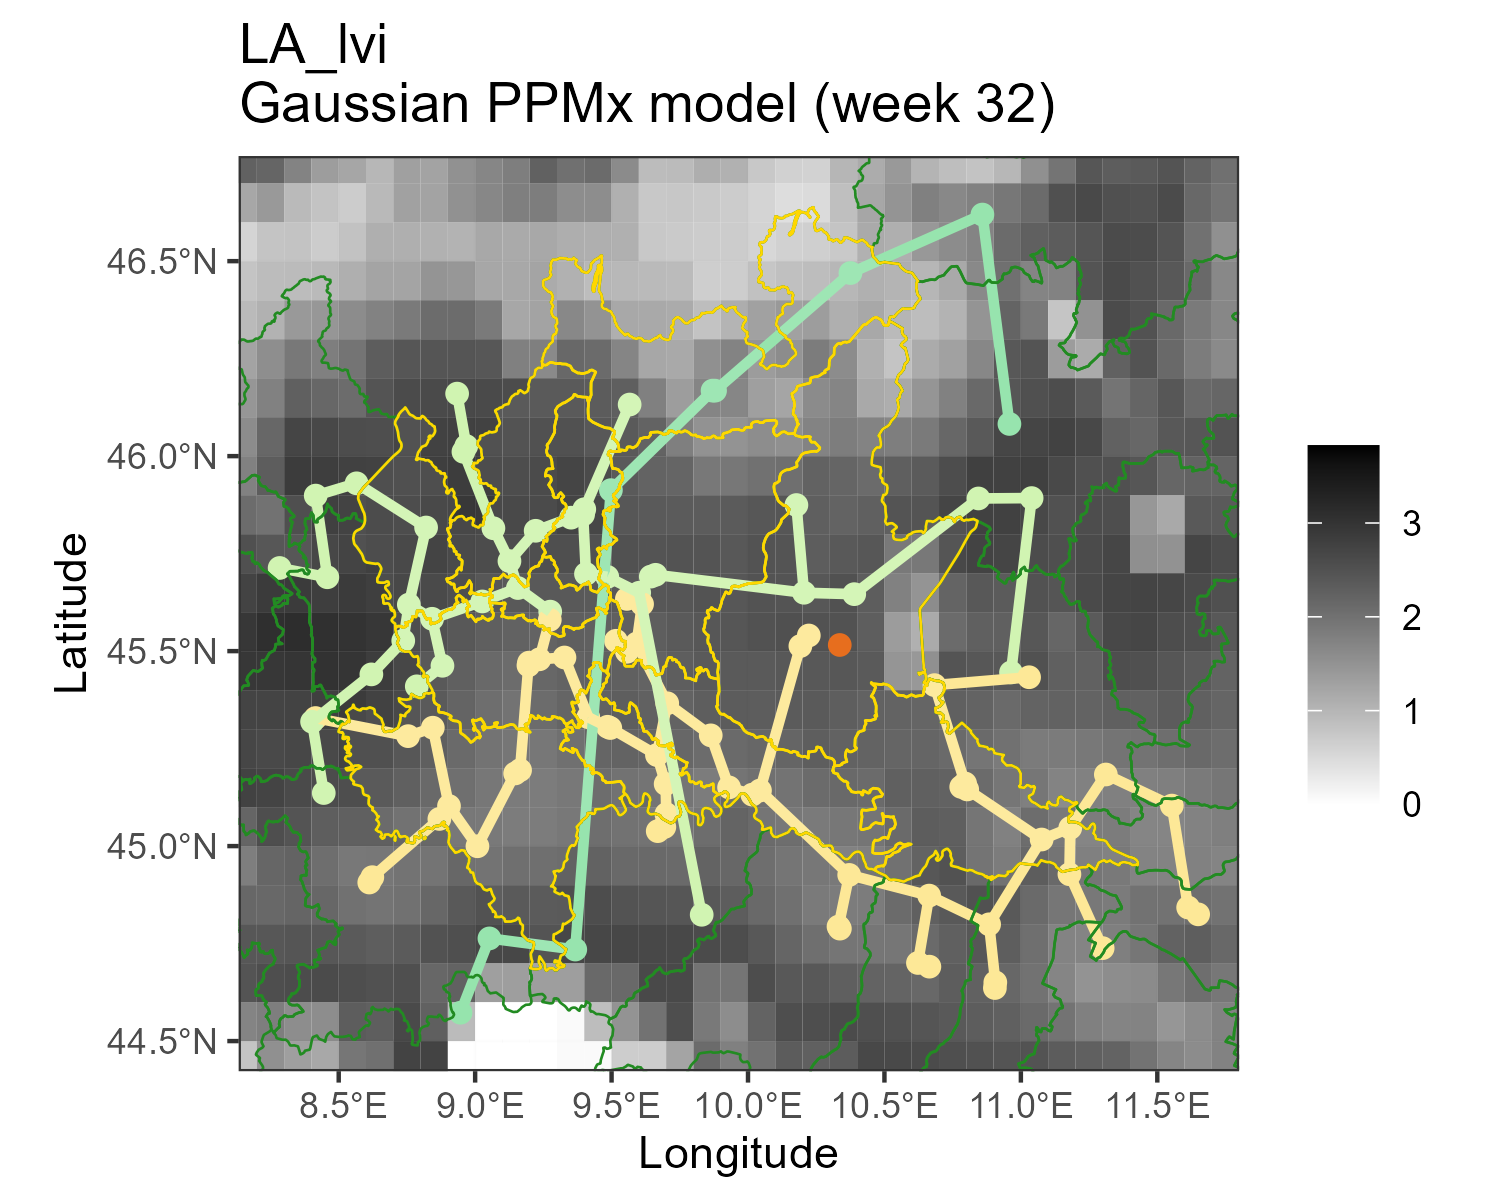 LA_lvi
Gaussian PPMx model (week 32)
46.5°N
46.0°N
45.5°N
45.0°N
44.5°N
Latitude
8.5°E 9.0°E 9.5°E 10.0°E 10.5°E 11.0°E 11.5°E
Longitude
3
2
1
0